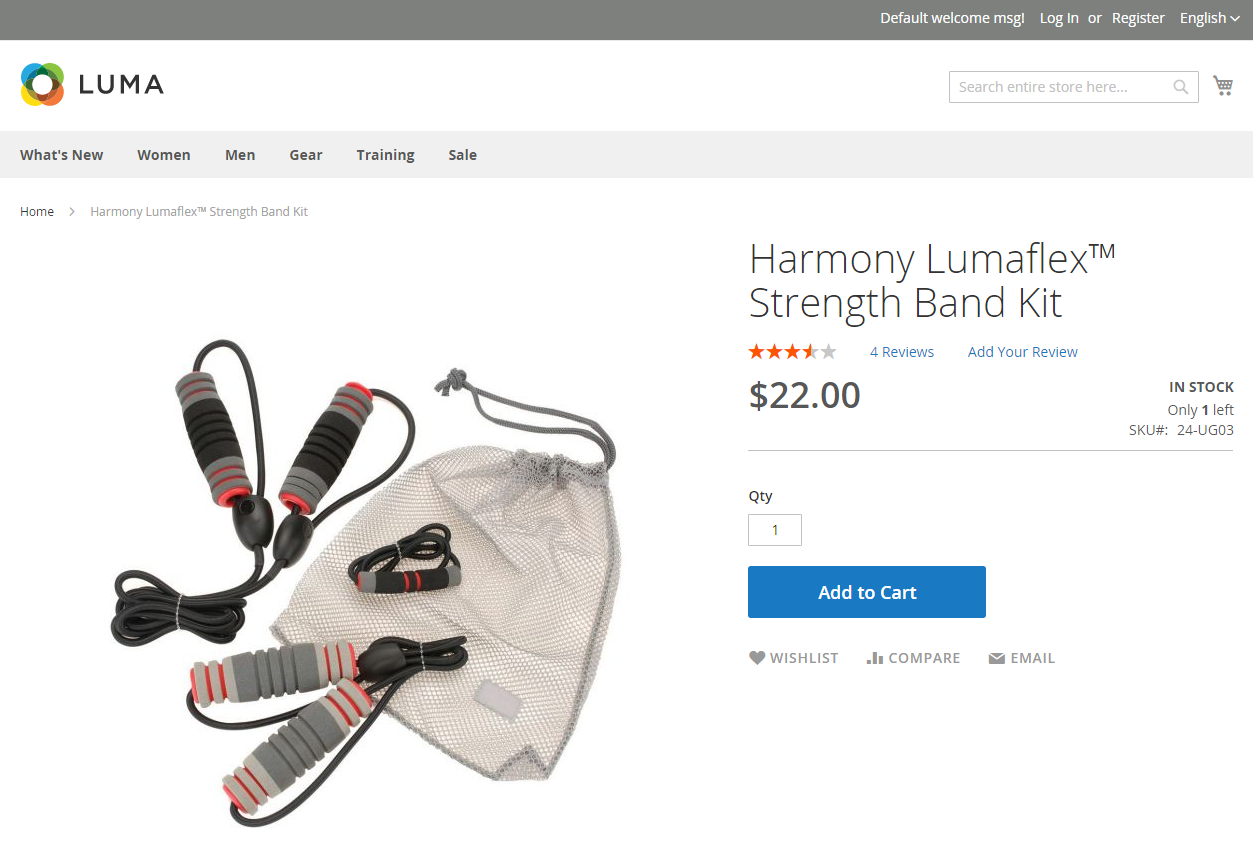 Default welcome msg! Log In or Register English
LUMA
Search entire store here...
What's New Women Men Gear Training Sale
Home Harmony Lumaflex™ Strength Band Kit
Harmony Lumaflex™
Strength Band Kit
4 Reviews Add Your Review
$22.00
IN STOCK
Only 1 left
SKU#: 24-UG03
Qty
1
Add to Cart
WISHLIST COMPARE EMAIL